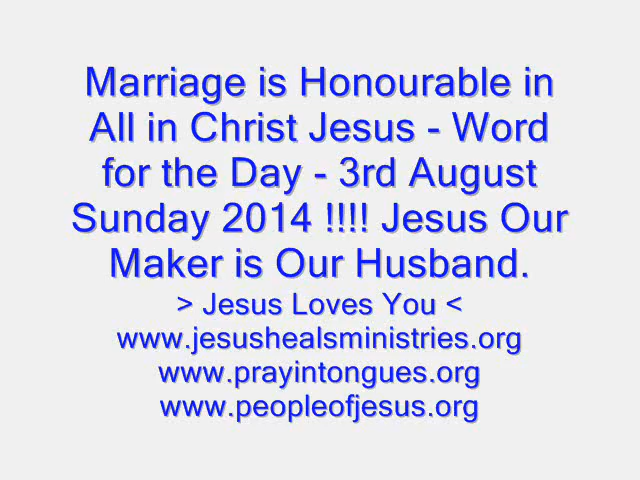 Marriage is Honourable in
All in Christ Jesus - Word
for the Day - 3rd August
Sunday 2014 !!!! Jesus Our
Maker is Our Husband.
> Jesus Loves You <
www.jesushealsministries.org
www.prayintongues.org
www.peopleofjesus.org